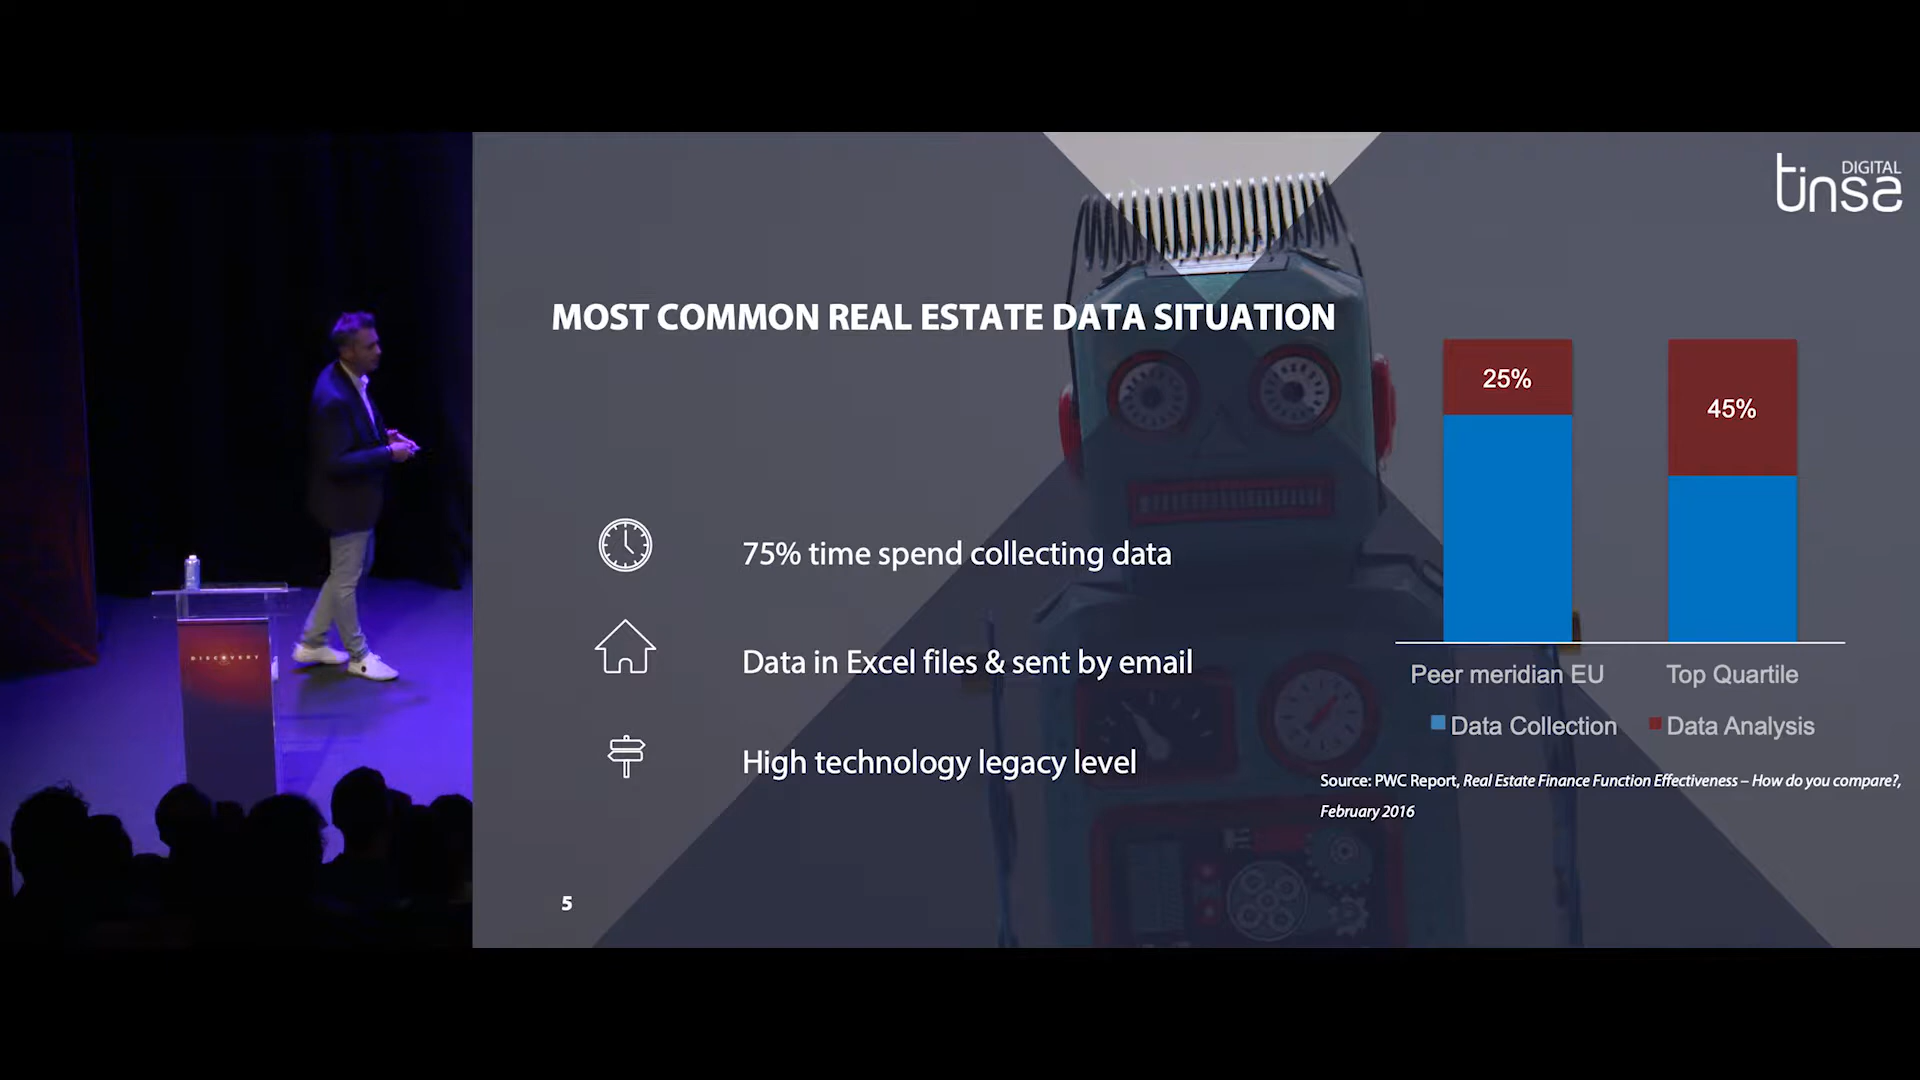 DIGITAL
tinsa
MOST COMMON REAL ESTATE DATA SITUATION
25%
45%
75% time spend collecting data
Data in Excel files & sent by email
High technology legacy level
Peer meridian EU
Top Quartile
Data Collection
Data Analysis
Source: PWC Report, Real Estate Finance Function Effectiveness – How do you compare?,
February 2016
5
DISCOVERY